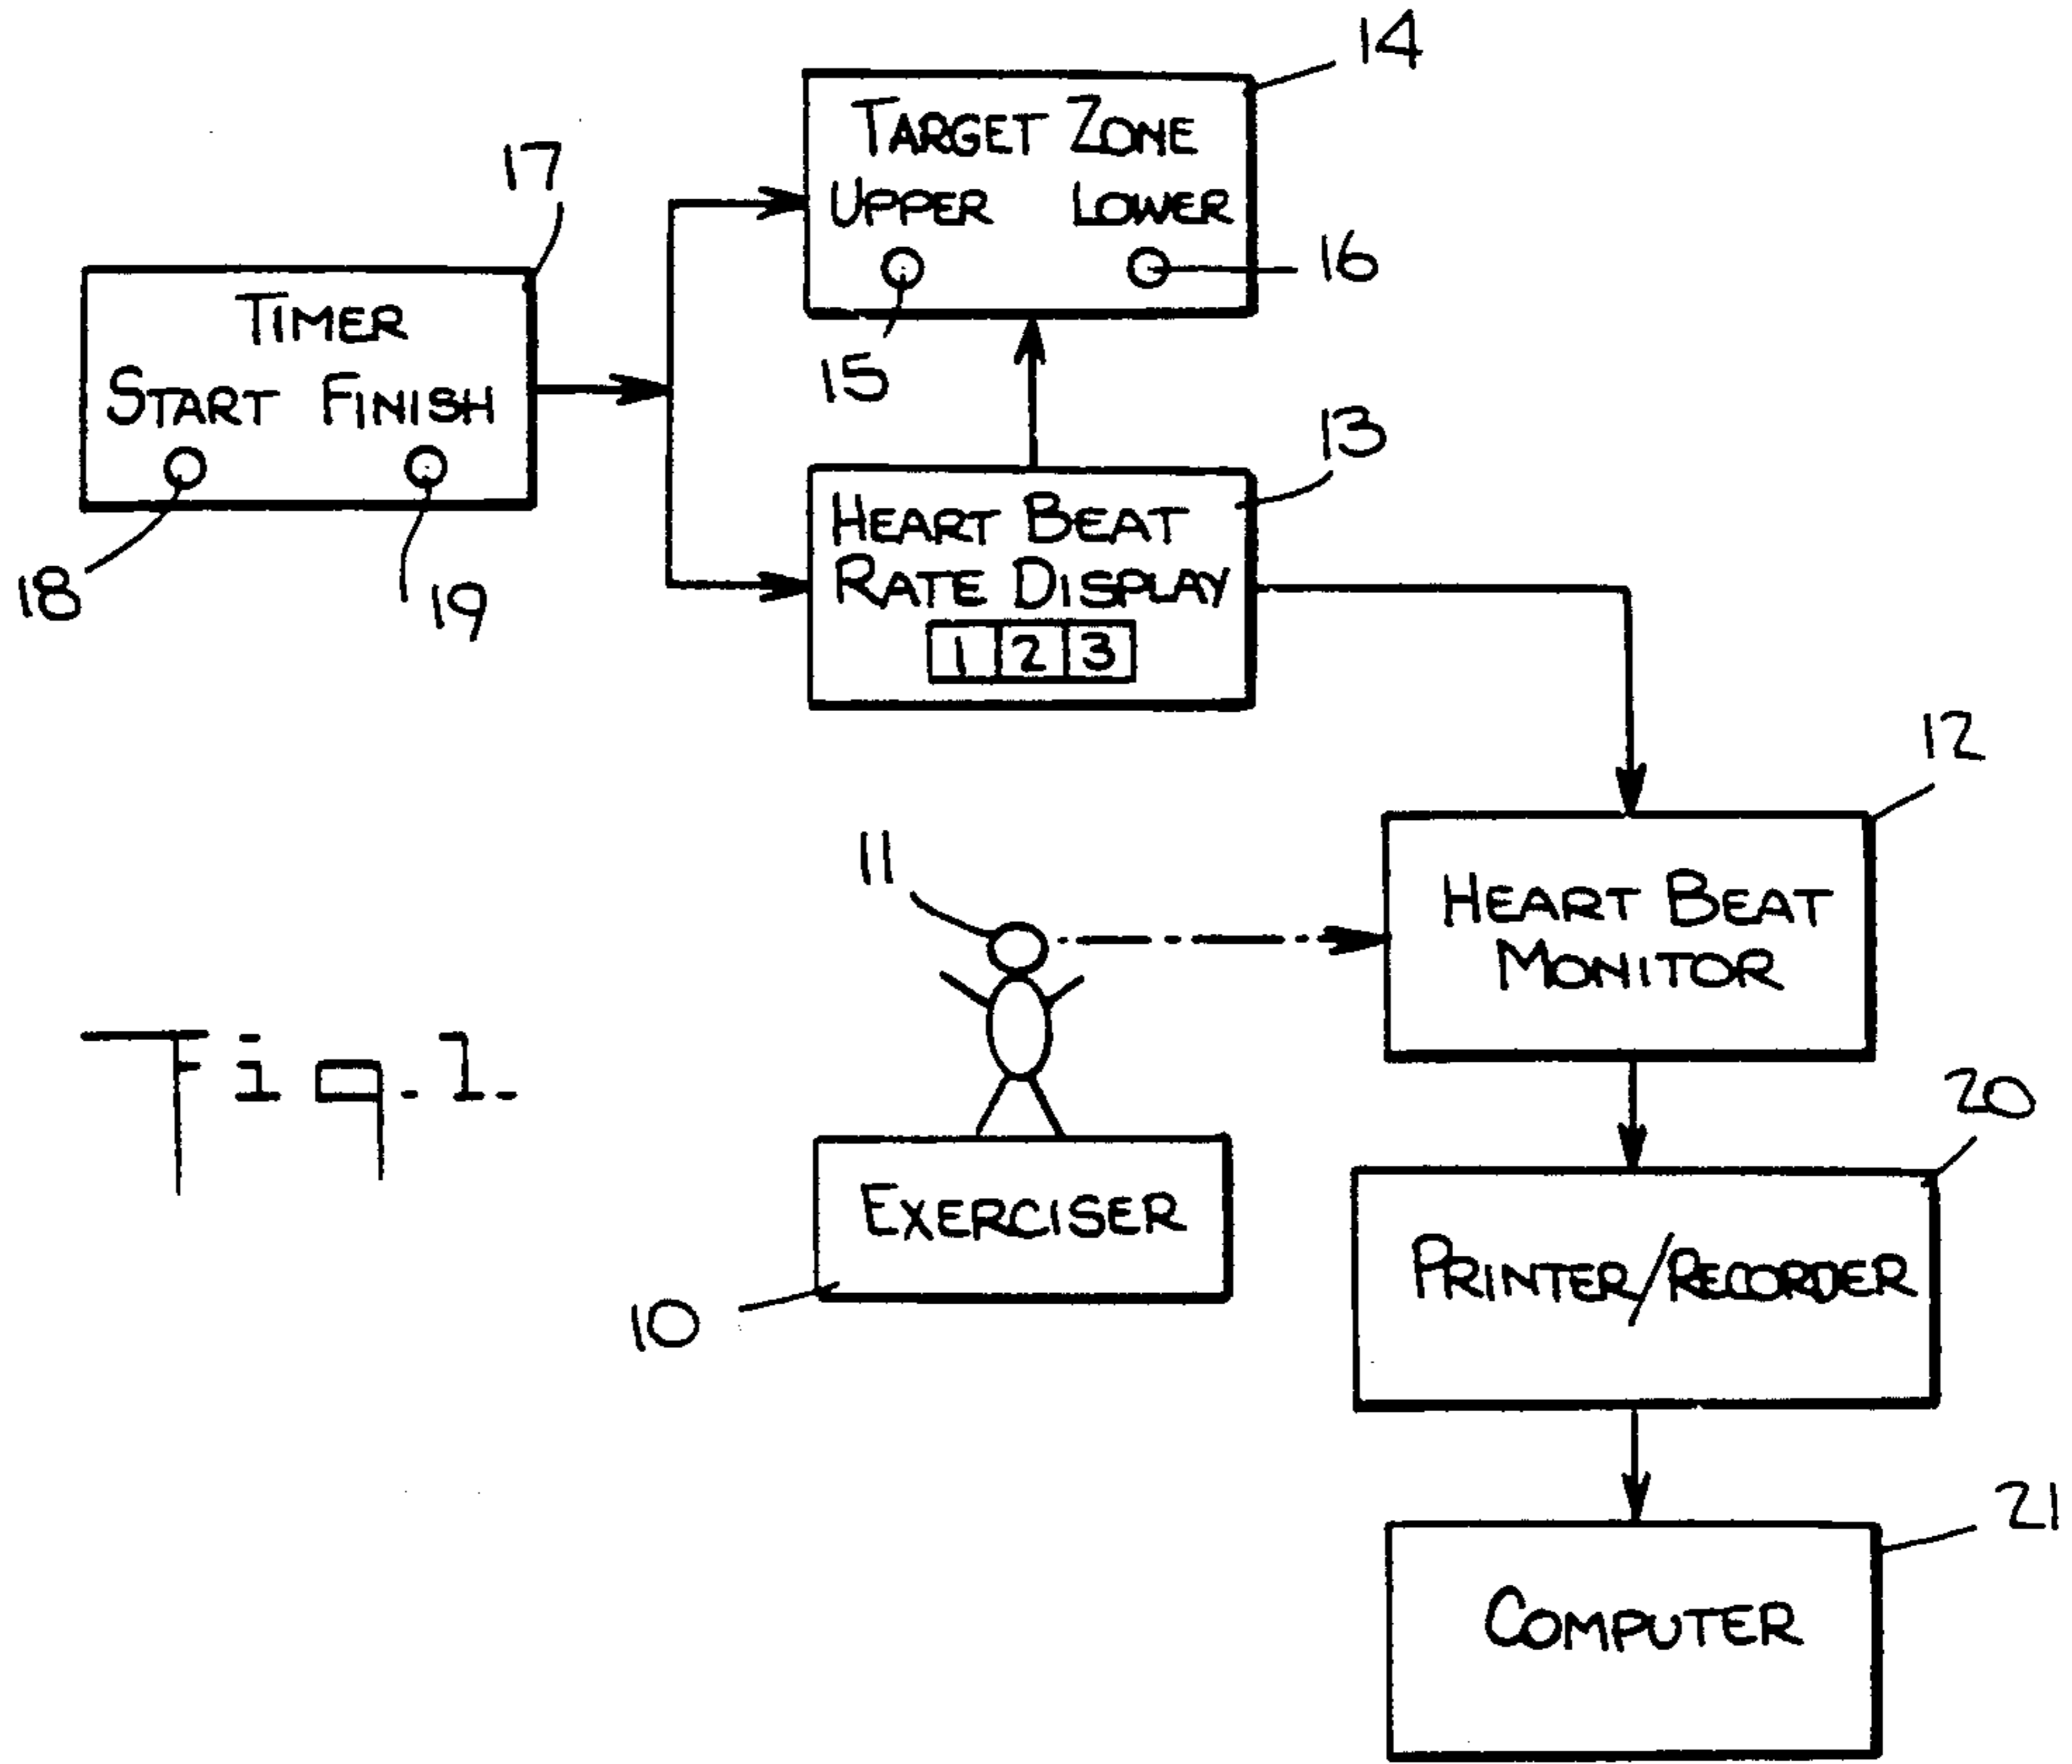 14
TARGET ZONE
UPPER LOWER
16
15
17
TIMER
START FINISH
18
19
13
HEART BEAT
RATE DISPLAY
1 2 3
12
HEART BEAT
MONITOR
11
EXERCISER
10
20
PRINTER/RECORDER
21
COMPUTER
Fig.1.